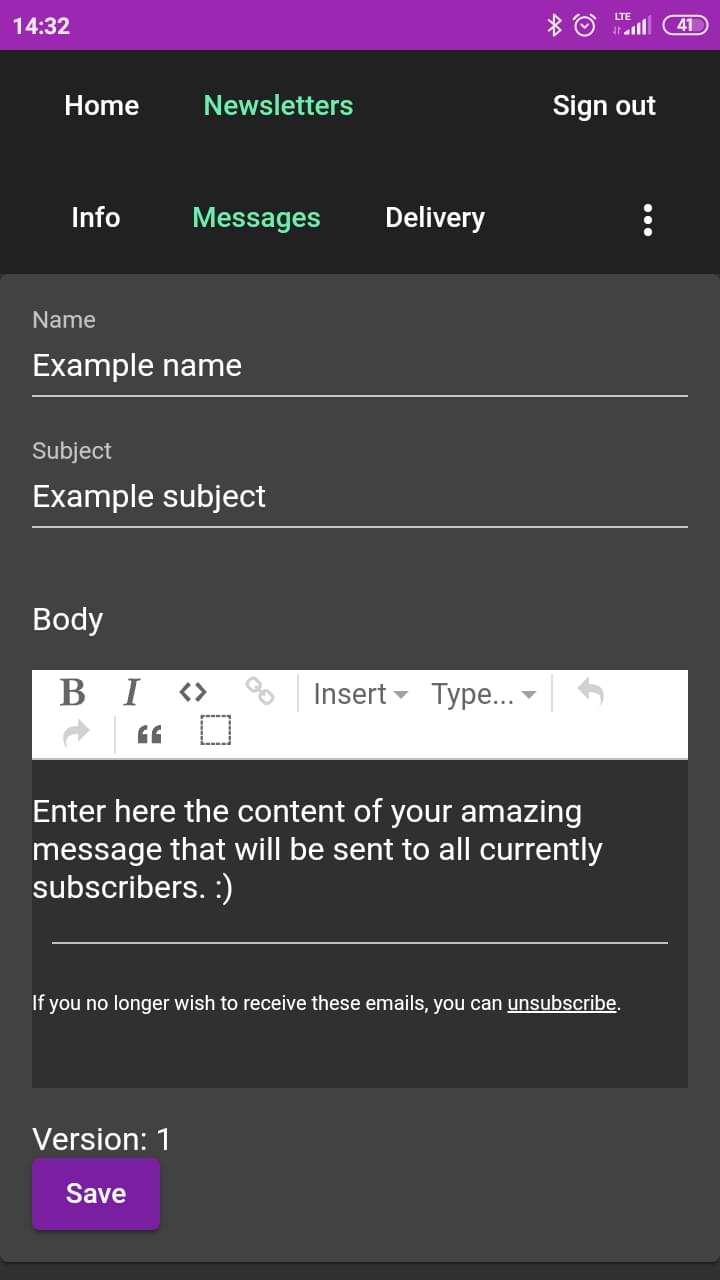 14:32 LTE 41
Home Newsletters Sign out
Info Messages Delivery
Name
Example name
Subject
Example subject
Body
B I <> Insert Type...
“
Enter here the content of your amazing
message that will be sent to all currently
subscribers. :)
If you no longer wish to receive these emails, you can unsubscribe.
Version: 1
Save